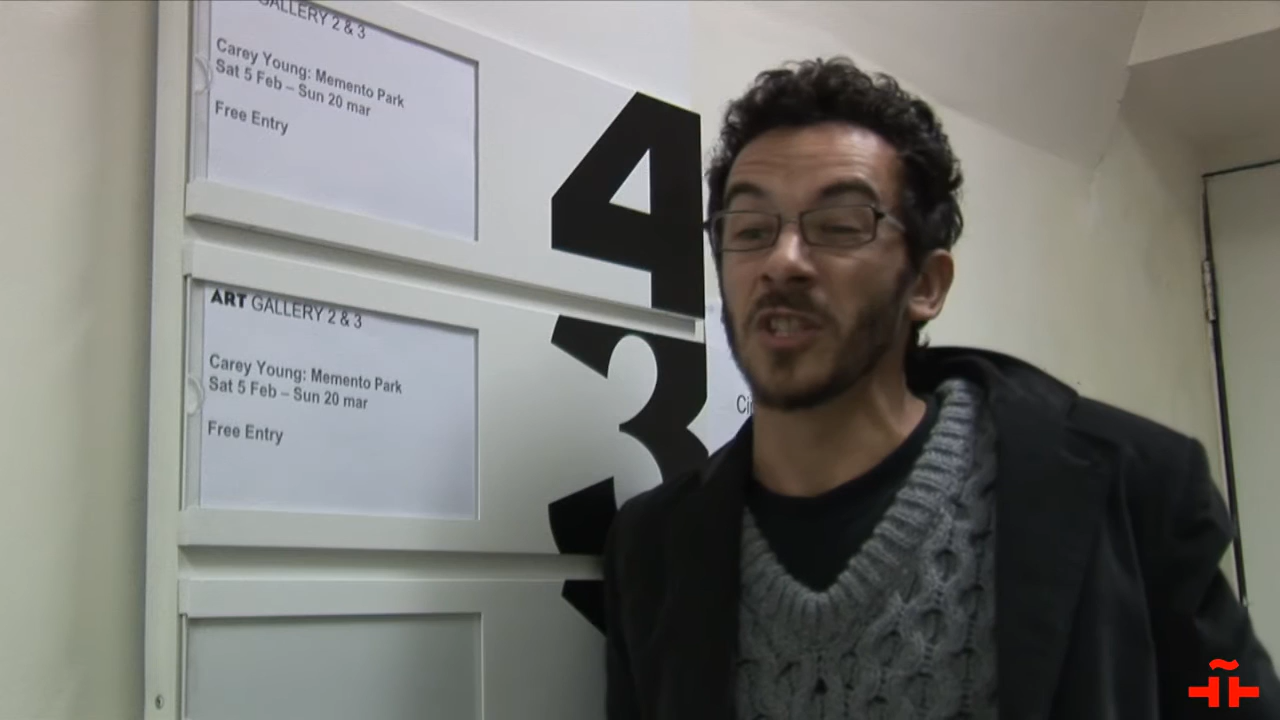 GALLERY 2 & 3
Carey Young: Memento Park
Sat 5 Feb – Sun 20 mar
Free Entry
4
ART GALLERY 2 & 3
Carey Young: Memento Park
Sat 5 Feb – Sun 20 mar
Free Entry
3